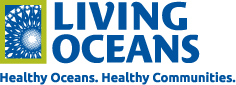 LIVING
OCEANS
Healthy Oceans. Healthy Communities.